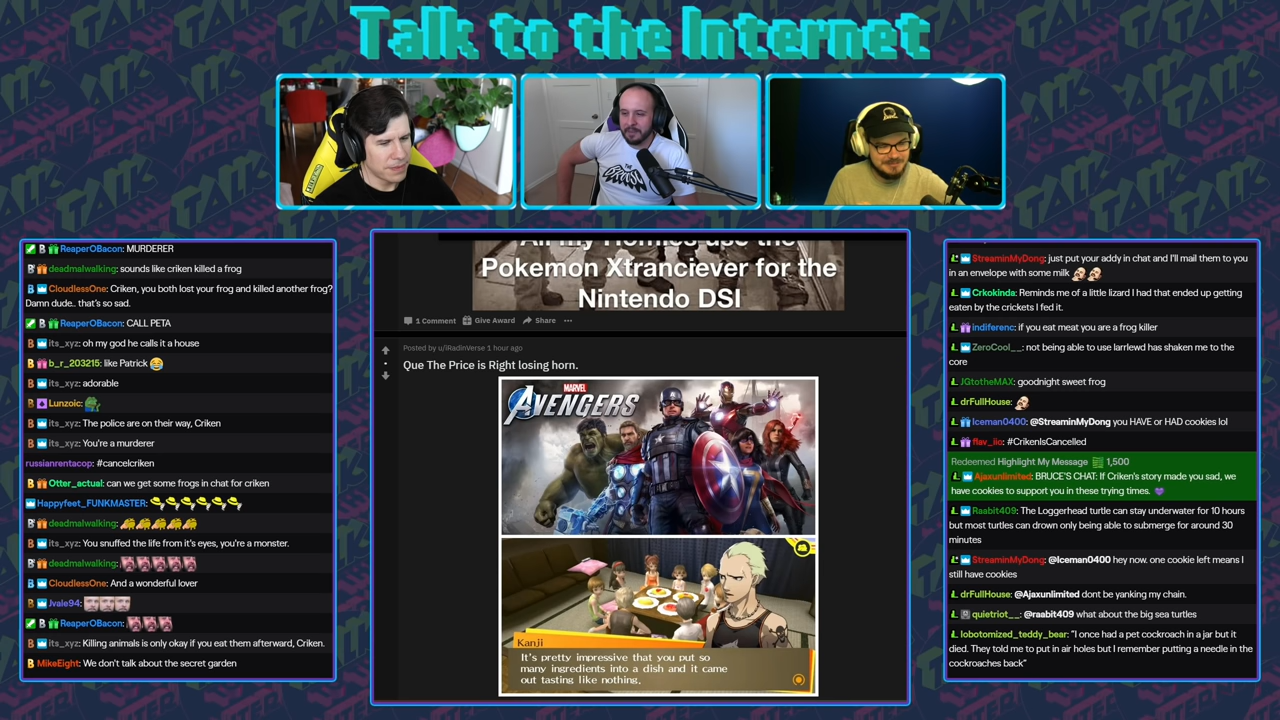 Talk to the Internet
ReaperOBacon: MURDERER
deadmalwalking: sounds like criken killed a frog
CloudlessOne: Criken, you both lost your frog and killed another frog?
Damn dude.. that's so sad.
ReaperOBacon: CALL PETA
its_xyz: oh my god he calls it a house
b_r_203215: like Patrick
its_xyz: adorable
Lunzoic:
its_xyz: The police are on their way, Criken
its_xyz: You're a murderer
russianrentacop: #cancelcriken
Otter_actual: can we get some frogs in chat for criken
Happyfeet_FUNKMASTER:
deadmalwalking:
its_xyz: You snuffed the life from it's eyes, you're a monster.
deadmalwalking:
CloudlessOne: And a wonderful lover
Jvale94:
ReaperOBacon:
its_xyz: Killing animals is only okay if you eat them afterward, Criken.
MikeEight: We don't talk about the secret garden
All my Homies use the
Pokemon Xtranciever for the
Nintendo DSI
1 Comment Give Award Share
Posted by u/IRadinVerse 1 hour ago
Que The Price is Right losing horn.
MARVEL
AVENGERS
Kanji
It's pretty impressive that you put so
many ingredients into a dish and it came
out tasting like nothing.
StreaminMyDong: just put your addy in chat and I'll mail them to you
in an envelope with some milk
Crkokinda: Reminds me of a little lizard I had that ended up getting
eaten by the crickets I fed it.
indiferenc: if you eat meat you are a frog killer
ZeroCool__: not being able to use larrlewd has shaken me to the
core
JGtotheMAX: goodnight sweet frog
drFullHouse:
Iceman0400: @StreaminMyDong you HAVE or HAD cookies lol
flav_iio: #CrikenIsCancelled
Redeemed Highlight My Message 1,500
Ajaxunlimited: BRUCE'S CHAT: If Criken's story made you sad, we
have cookies to support you in these trying times.
Raabit409: The Loggerhead turtle can stay underwater for 10 hours
but most turtles can drown only being able to submerge for around 30
minutes
StreaminMyDong: @Iceman0400 hey now. one cookie left means I
still have cookies
drFullHouse: @Ajaxunlimited dont be yanking my chain.
quietriot__: @raabit409 what about the big sea turtles
lobotomized_teddy_bear: "I once had a pet cockroach in a jar but it
died. They told me to put in air holes but I remember putting a needle in the
cockroaches back"